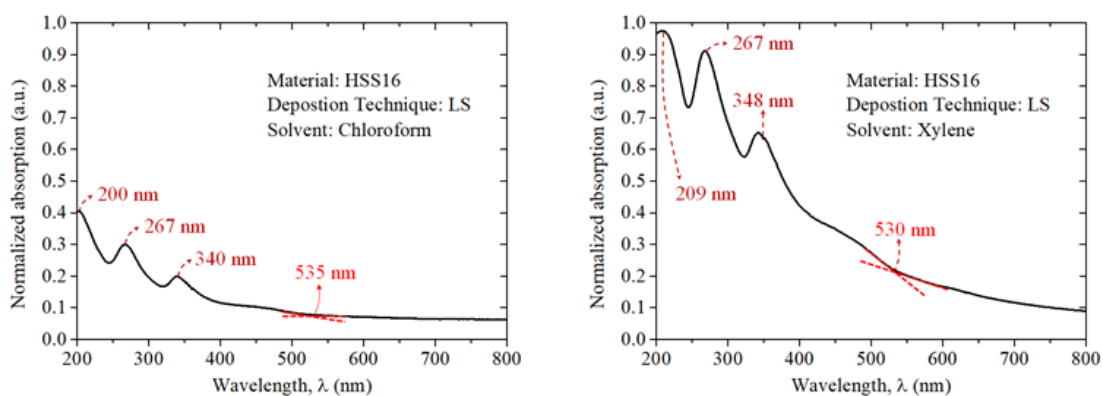 1.0
0.9
0.8
0.7
0.6
0.5
0.4
0.3
0.2
0.1
0.0
Normalized absorption (a.u.)
Material: HSS16
Depostion Technique: LS
Solvent: Chloroform
200 nm
267 nm
340 nm
535 nm
200 300 400 500 600 700 800
Wavelength, λ (nm)
1.0
0.9
0.8
0.7
0.6
0.5
0.4
0.3
0.2
0.1
0.0
Normalized absorption (a.u.)
267 nm
Material: HSS16
Depostion Technique: LS
Solvent: Xylene
348 nm
209 nm
530 nm
200 300 400 500 600 700 800
Wavelength, λ (nm)